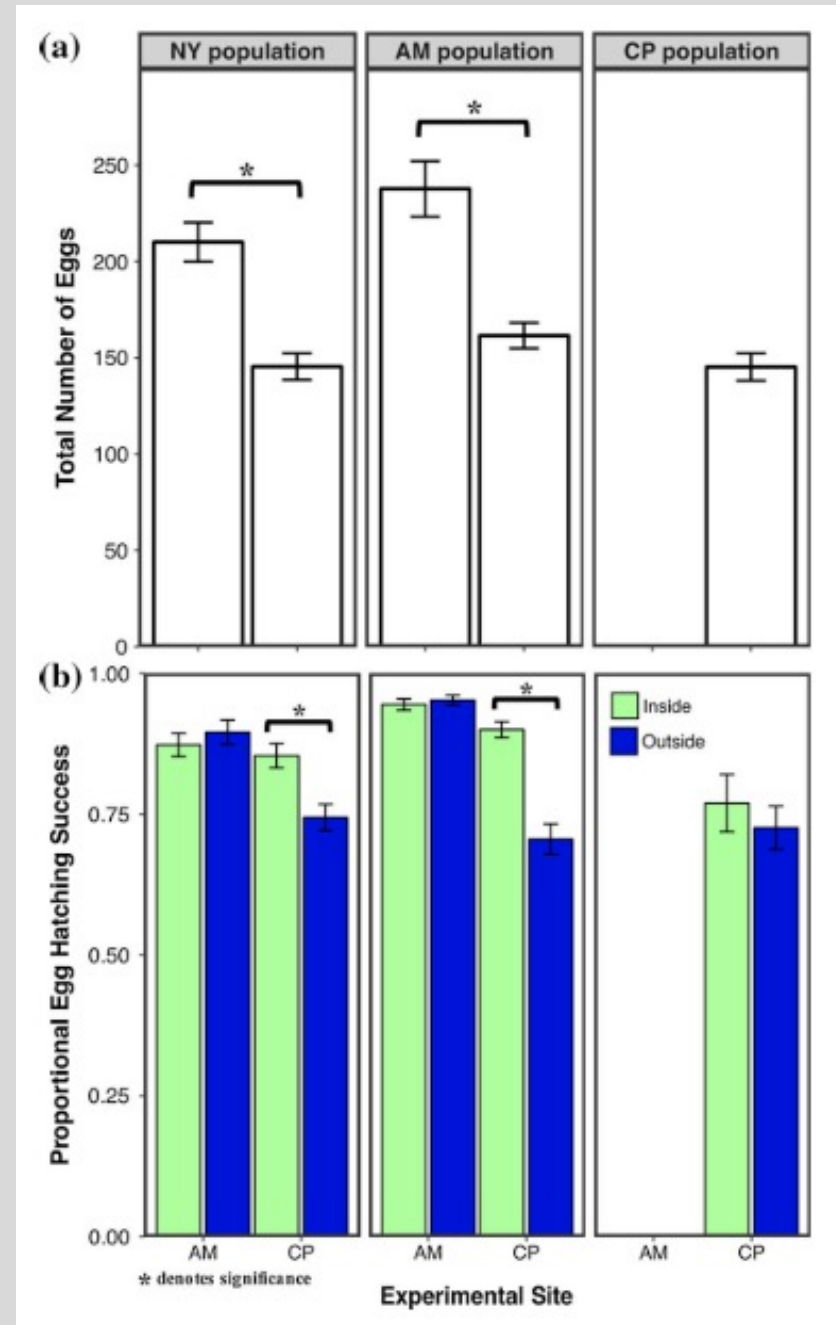 (a)
NY population
AM population
CP population
*
*
Total Number of Eggs
250
200
150
100
50
0
(b)
*
*
Inside
Outside
Proportional Egg Hatching Success
1.00
0.75
0.50
0.25
0.00
AM CP
AM CP
AM CP
* denotes significance
Experimental Site